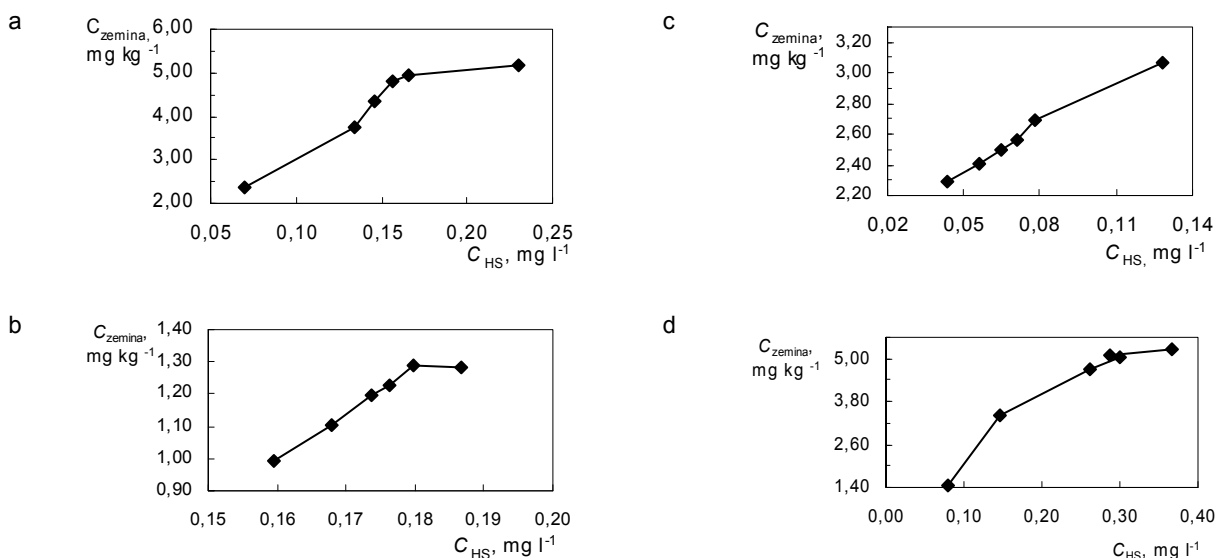 a
C zemina,
mg kg -1
6,00
5,00
4,00
3,00
2,00
0,05 0,10 0,15 0,20 0,25
C HS, mg l-1
c
C zemina,
mg kg -1
3,20
3,00
2,80
2,60
2,40
2,20
0,02 0,05 0,08 0,11 0,14
C HS, mg l-1
b
C zemina,
mg kg -1
1,40
1,30
1,20
1,10
1,00
0,90
0,15 0,16 0,17 0,18 0,19 0,20
C HS, mg l-1
d
C zemina,
mg kg -1
5,00
3,80
2,60
1,40
0,00 0,10 0,20 0,30 0,40
C HS, mg l-1